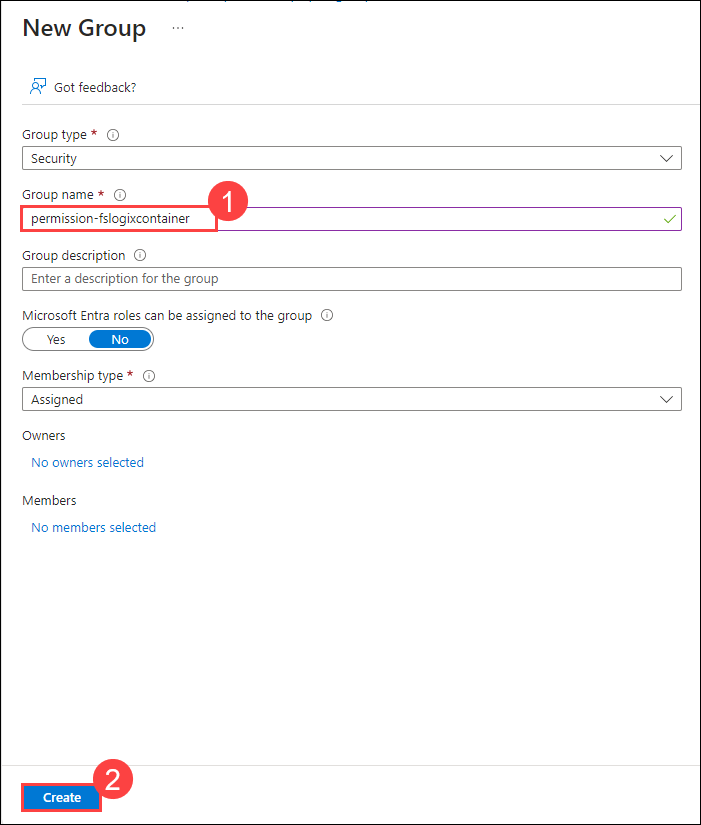 New Group ...
Got feedback?
Group type *
Security
Group name *
1
permission-fslogixcontainer
Group description
Enter a description for the group
Microsoft Entra roles can be assigned to the group
Yes No
Membership type *
Assigned
Owners
No owners selected
Members
No members selected
2
Create